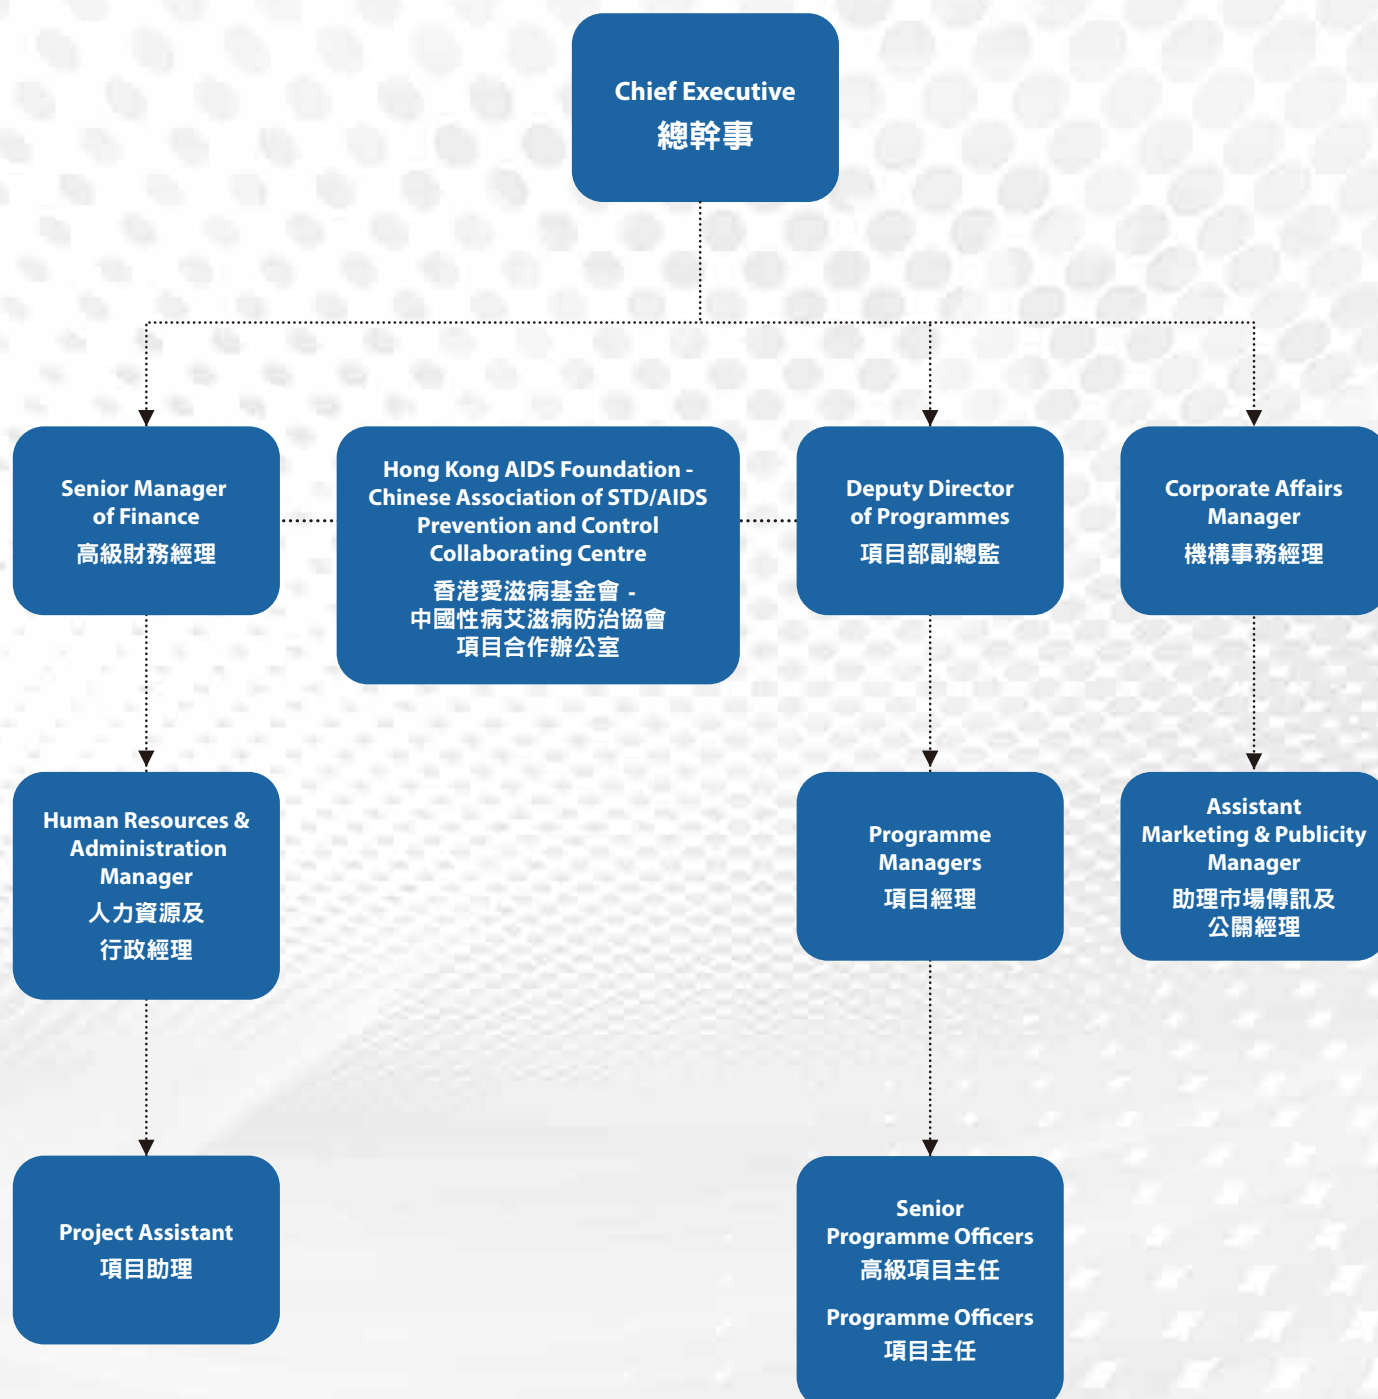 Chief Executive
總幹事
Senior Manager
of Finance
高級財務經理
Hong Kong AIDS Foundation -
Chinese Association of STD/AIDS
Prevention and Control
Collaborating Centre
香港愛滋病基金會 -
中國性病艾滋病防治協會
項目合作辦公室
Deputy Director
of Programmes
項目部副總監
Corporate Affairs
Manager
機構事務經理
Human Resources &
Administration
Manager
人力資源及
行政經理
Programme
Managers
項目經理
Assistant
Marketing & Publicity
Manager
助理市場傳訊及
公關經理
Project Assistant
項目助理
Senior
Programme Officers
高級項目主任
Programme Officers
項目主任